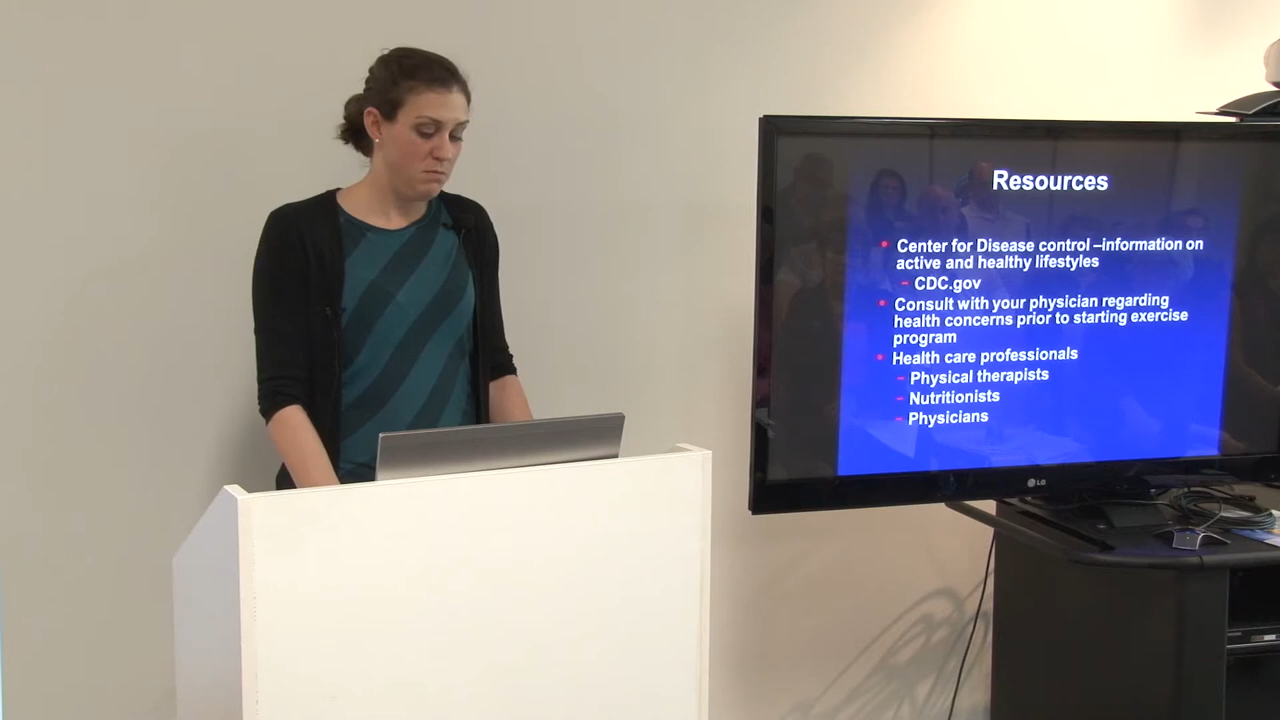 Resources
• Center for Disease control –information on
active and healthy lifestyles
– CDC.gov
• Consult with your physician regarding
health concerns prior to starting exercise
program
• Health care professionals
– Physical therapists
– Nutritionists
– Physicians
LG